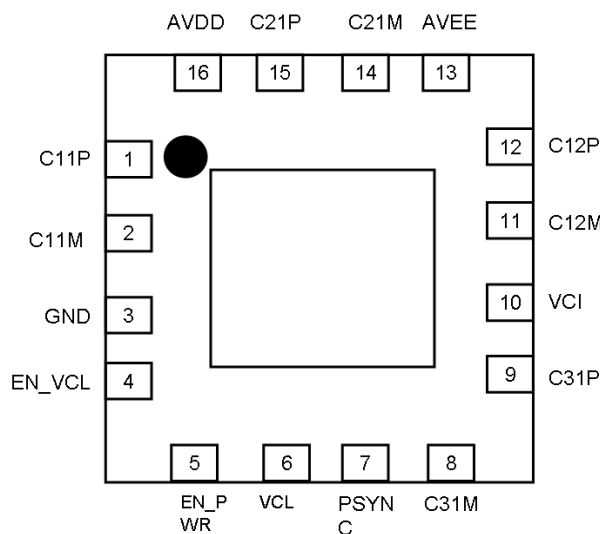 AVDD C21P C21M AVEE
16 15 14 13
C11P 1 12 C12P
C11M 2 11 C12M
GND 3 10 VCI
EN_VCL 4 9 C31P
5 6 7 8
EN_P VCL PSYN C31M
WR C